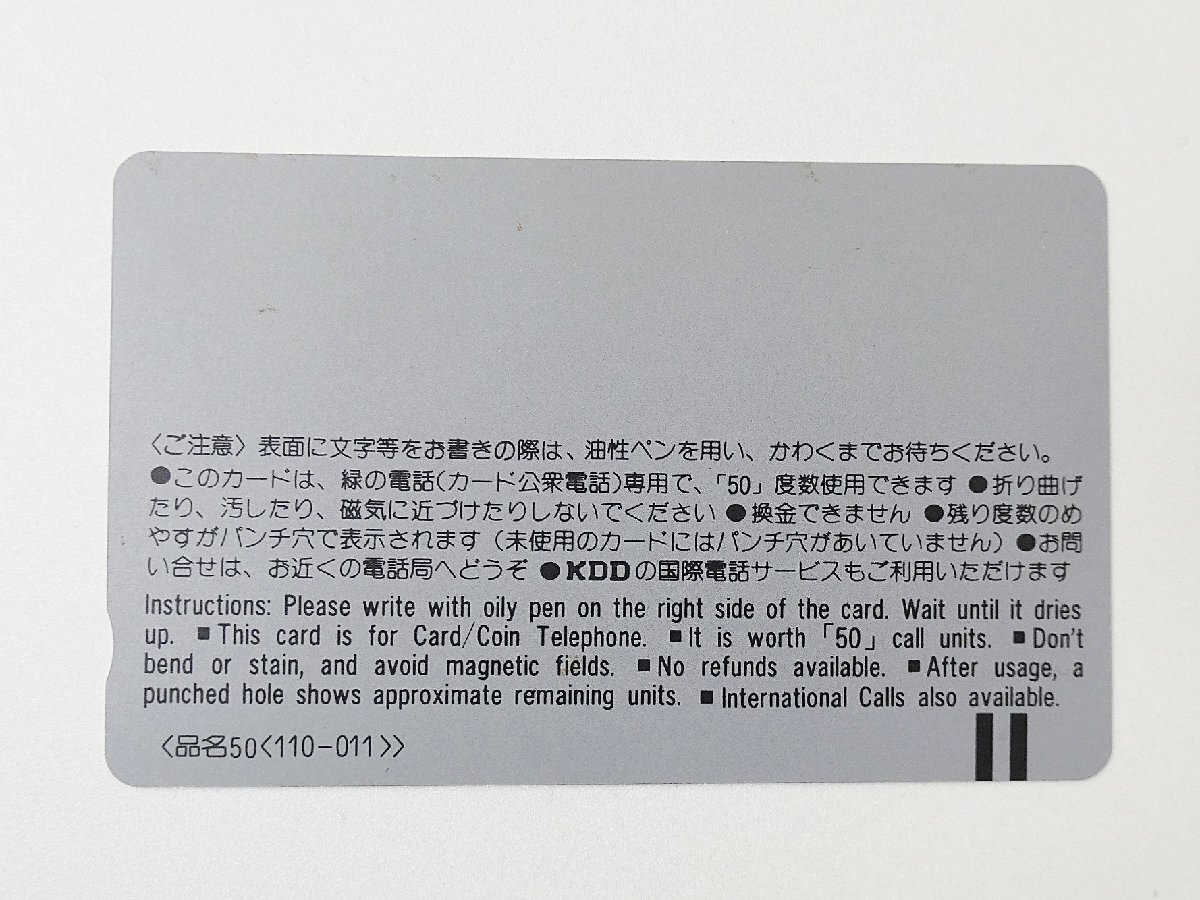 〈ご注意〉表面に文字等をお書きの際は、油性ペンを用い、かわくまでお待ちください。
●このカードは、緑の電話(カード公衆電話)専用で、「50」度数使用できます ●折り曲げ
たり、汚したり、磁気に近づけたりしないでください ●換金できません ●残り度数のめ
やすがパンチ穴で表示されます(未使用のカードにはパンチ穴があいていません) ●お問
い合せは、お近くの電話局へどうぞ ●KDDの国際電話サービスもご利用いただけます
Instructions: Please write with oily pen on the right side of the card. Wait until it dries
up. ■This card is for Card/Coin Telephone. ■It is worth「50」call units. ■Don't
bend or stain, and avoid magnetic fields. ■No refunds available. ■After usage, a
punched hole shows approximate remaining units. ■International Calls also available.
〈品名50〈110-011〉〉